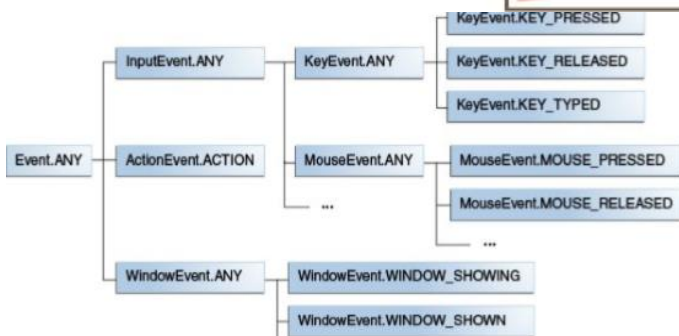 KeyEvent.KEY_PRESSED
InputEvent.ANY
KeyEvent.ANY
KeyEvent.KEY_RELEASED
KeyEvent.KEY_TYPED
Event.ANY
ActionEvent.ACTION
MouseEvent.ANY
MouseEvent.MOUSE_PRESSED
MouseEvent.MOUSE_RELEASED
...
...
WindowEvent.ANY
WindowEvent.WINDOW_SHOWING
WindowEvent.WINDOW_SHOWN